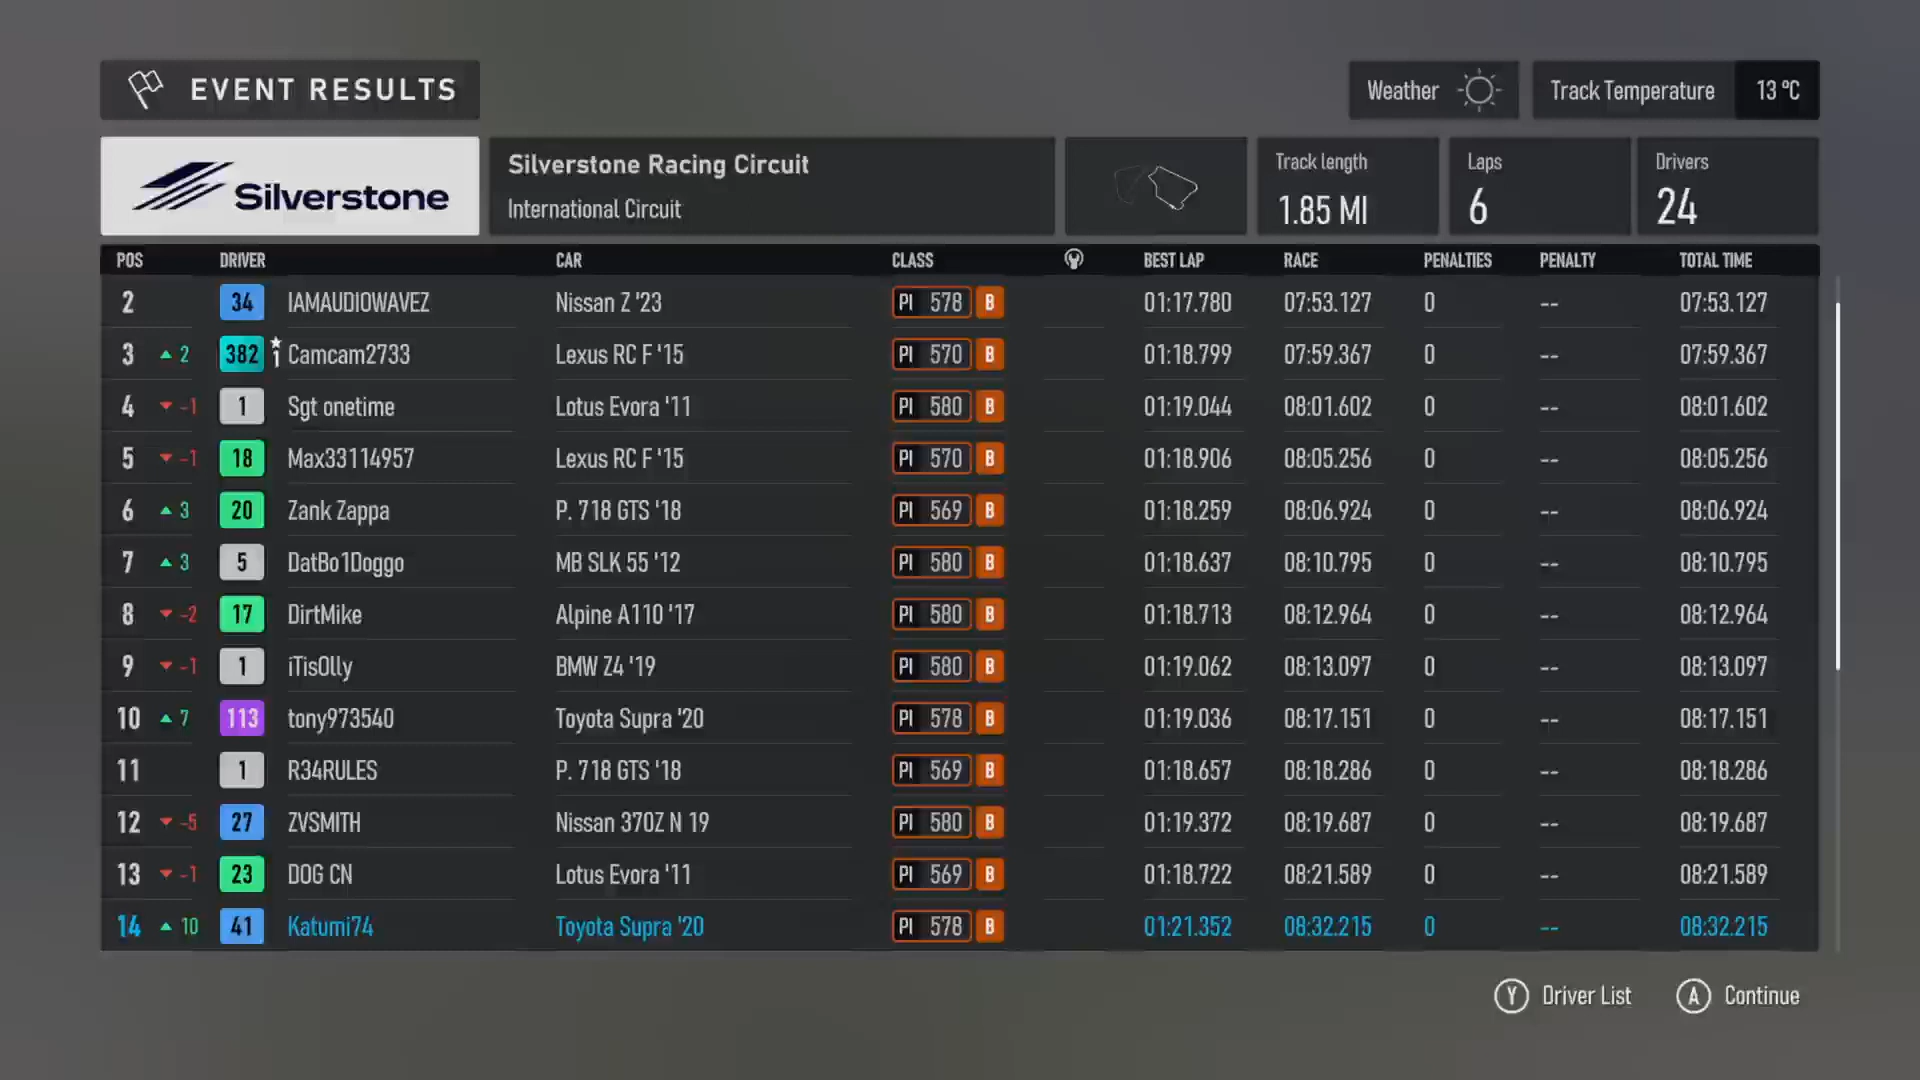 EVENT RESULTS
Weather
Track Temperature 13 ºC
Silverstone
Silverstone Racing Circuit
International Circuit
Track length
1.85 MI
Laps
6
Drivers
24
POS DRIVER CAR CLASS BEST LAP RACE PENALTIES PENALTY TOTAL TIME
2 34 IAMAUDIOWAVEZ Nissan Z '23 PI 578 B 01:17.780 07:53.127 0 -- 07:53.127
3 2 382 1 Camcam2733 Lexus RC F '15 PI 570 B 01:18.799 07:59.367 0 -- 07:59.367
4 -1 1 Sgt onetime Lotus Evora '11 PI 580 B 01:19.044 08:01.602 0 -- 08:01.602
5 -1 18 Max33114957 Lexus RC F '15 PI 570 B 01:18.906 08:05.256 0 -- 08:05.256
6 3 20 Zank Zappa P. 718 GTS '18 PI 569 B 01:18.259 08:06.924 0 -- 08:06.924
7 3 5 DatBo1Doggo MB SLK 55 '12 PI 580 B 01:18.637 08:10.795 0 -- 08:10.795
8 -2 17 DirtMike Alpine A110 '17 PI 580 B 01:18.713 08:12.964 0 -- 08:12.964
9 -1 1 iTisOlly BMW Z4 '19 PI 580 B 01:19.062 08:13.097 0 -- 08:13.097
10 7 113 tony973540 Toyota Supra '20 PI 578 B 01:19.036 08:17.151 0 -- 08:17.151
11 1 R34RULES P. 718 GTS '18 PI 569 B 01:18.657 08:18.286 0 -- 08:18.286
12 -5 27 ZVSMITH Nissan 370Z N 19 PI 580 B 01:19.372 08:19.687 0 -- 08:19.687
13 -1 23 DOG CN Lotus Evora '11 PI 569 B 01:18.722 08:21.589 0 -- 08:21.589
14 10 41 Katumi74 Toyota Supra '20 PI 578 B 01:21.352 08:32.215 0 -- 08:32.215
Y Driver List A Continue